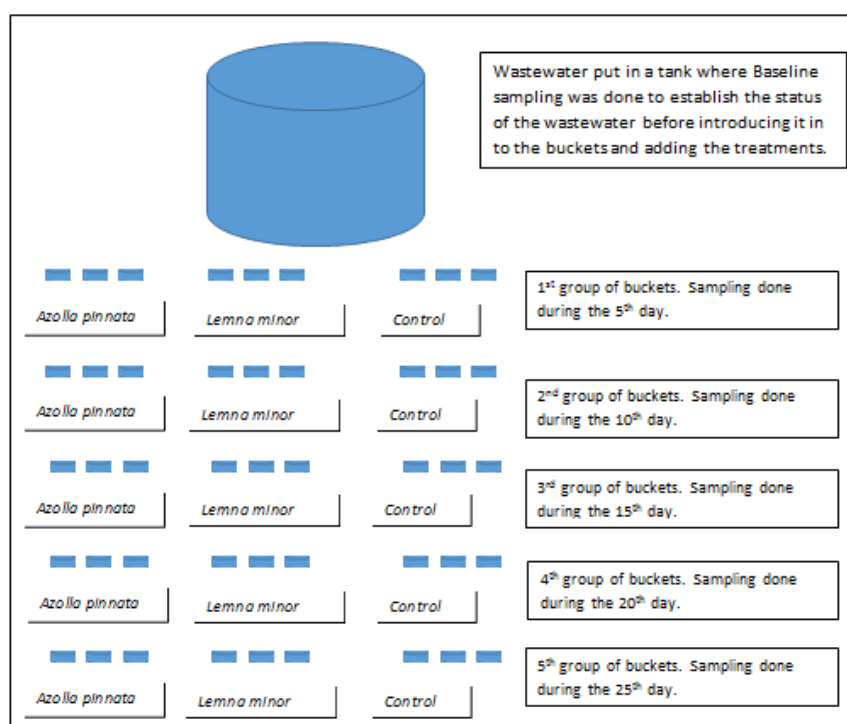 Wastewater put in a tank where Baseline
sampling was done to establish the status
of the wastewater before introducing it in
to the buckets and adding the treatments.
Azolla pinnata
Lemna minor
Control
1st group of buckets. Sampling done
during the 5th day.
Azolla pinnata
Lemna minor
Control
2nd group of buckets. Sampling done
during the 10th day.
Azolla pinnata
Lemna minor
Control
3rd group of buckets. Sampling done
during the 15th day.
Azolla pinnata
Lemna minor
Control
4th group of buckets. Sampling done
during the 20th day.
Azolla pinnata
Lemna minor
Control
5th group of buckets. Sampling done
during the 25th day.